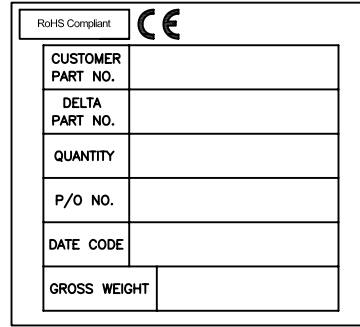 RoHS Compliant CE
CUSTOMER
PART NO.
DELTA
PART NO.
QUANTITY
P/O NO.
DATE CODE
GROSS WEIGHT